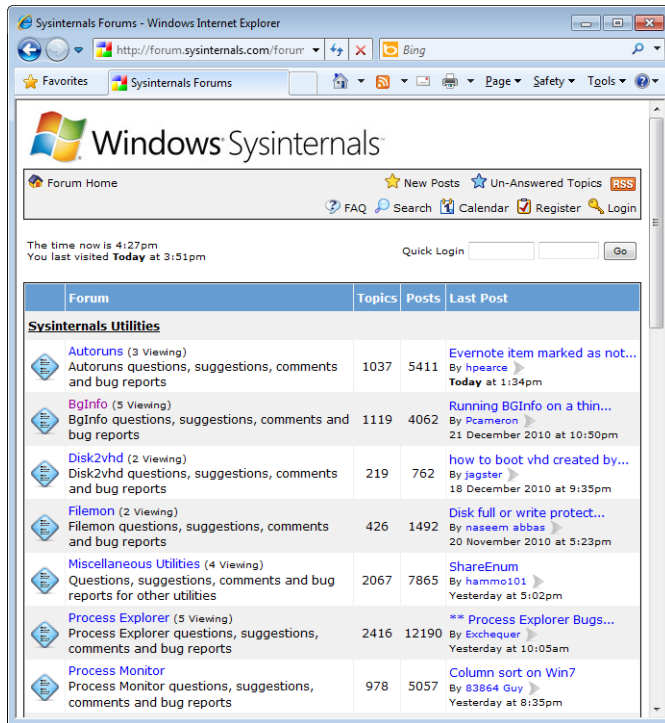 Sysinternals Forums - Windows Internet Explorer
http://forum.sysinternals.com/forum
Bing
Favorites
Sysinternals Forums
Page
Safety
Tools
Windows Sysinternals
Forum Home
New Posts
Un-Answered Topics
RSS
FAQ
Search
Calendar
Register
Login
The time now is 4:27pm
You last visited Today at 3:51pm
Quick Login
Go
Forum
Topics
Posts
Last Post
Sysinternals Utilities
Autoruns (3 Viewing)
Autoruns questions, suggestions, comments
and bug reports
1037
5411
Evernote item marked as not...
By hpearce
Today at 1:34pm
BgInfo (5 Viewing)
BgInfo questions, suggestions, comments and
bug reports
1119
4062
Running BGInfo on a thin...
By Pcameron
21 December 2010 at 10:50pm
Disk2vhd (2 Viewing)
Disk2vhd questions, suggestions, comments
and bug reports
219
762
how to boot vhd created by...
By jagster
18 December 2010 at 9:35pm
Filemon (2 Viewing)
Filemon questions, suggestions, comments
and bug reports
426
1492
Disk full or write protect...
By naseem abbas
20 November 2010 at 5:23pm
Miscellaneous Utilities (4 Viewing)
Questions, suggestions, comments and bug
reports for other utilities
2067
7865
ShareEnum
By hammo101
Yesterday at 5:02pm
Process Explorer (5 Viewing)
Process Explorer questions, suggestions,
comments and bug reports
2416
12190
** Process Explorer Bugs...
By Exchequer
Yesterday at 10:05am
Process Monitor
Process Monitor questions, suggestions,
comments and bug reports
978
5057
Column sort on Win7
By 83864 Guy
Yesterday at 8:35pm